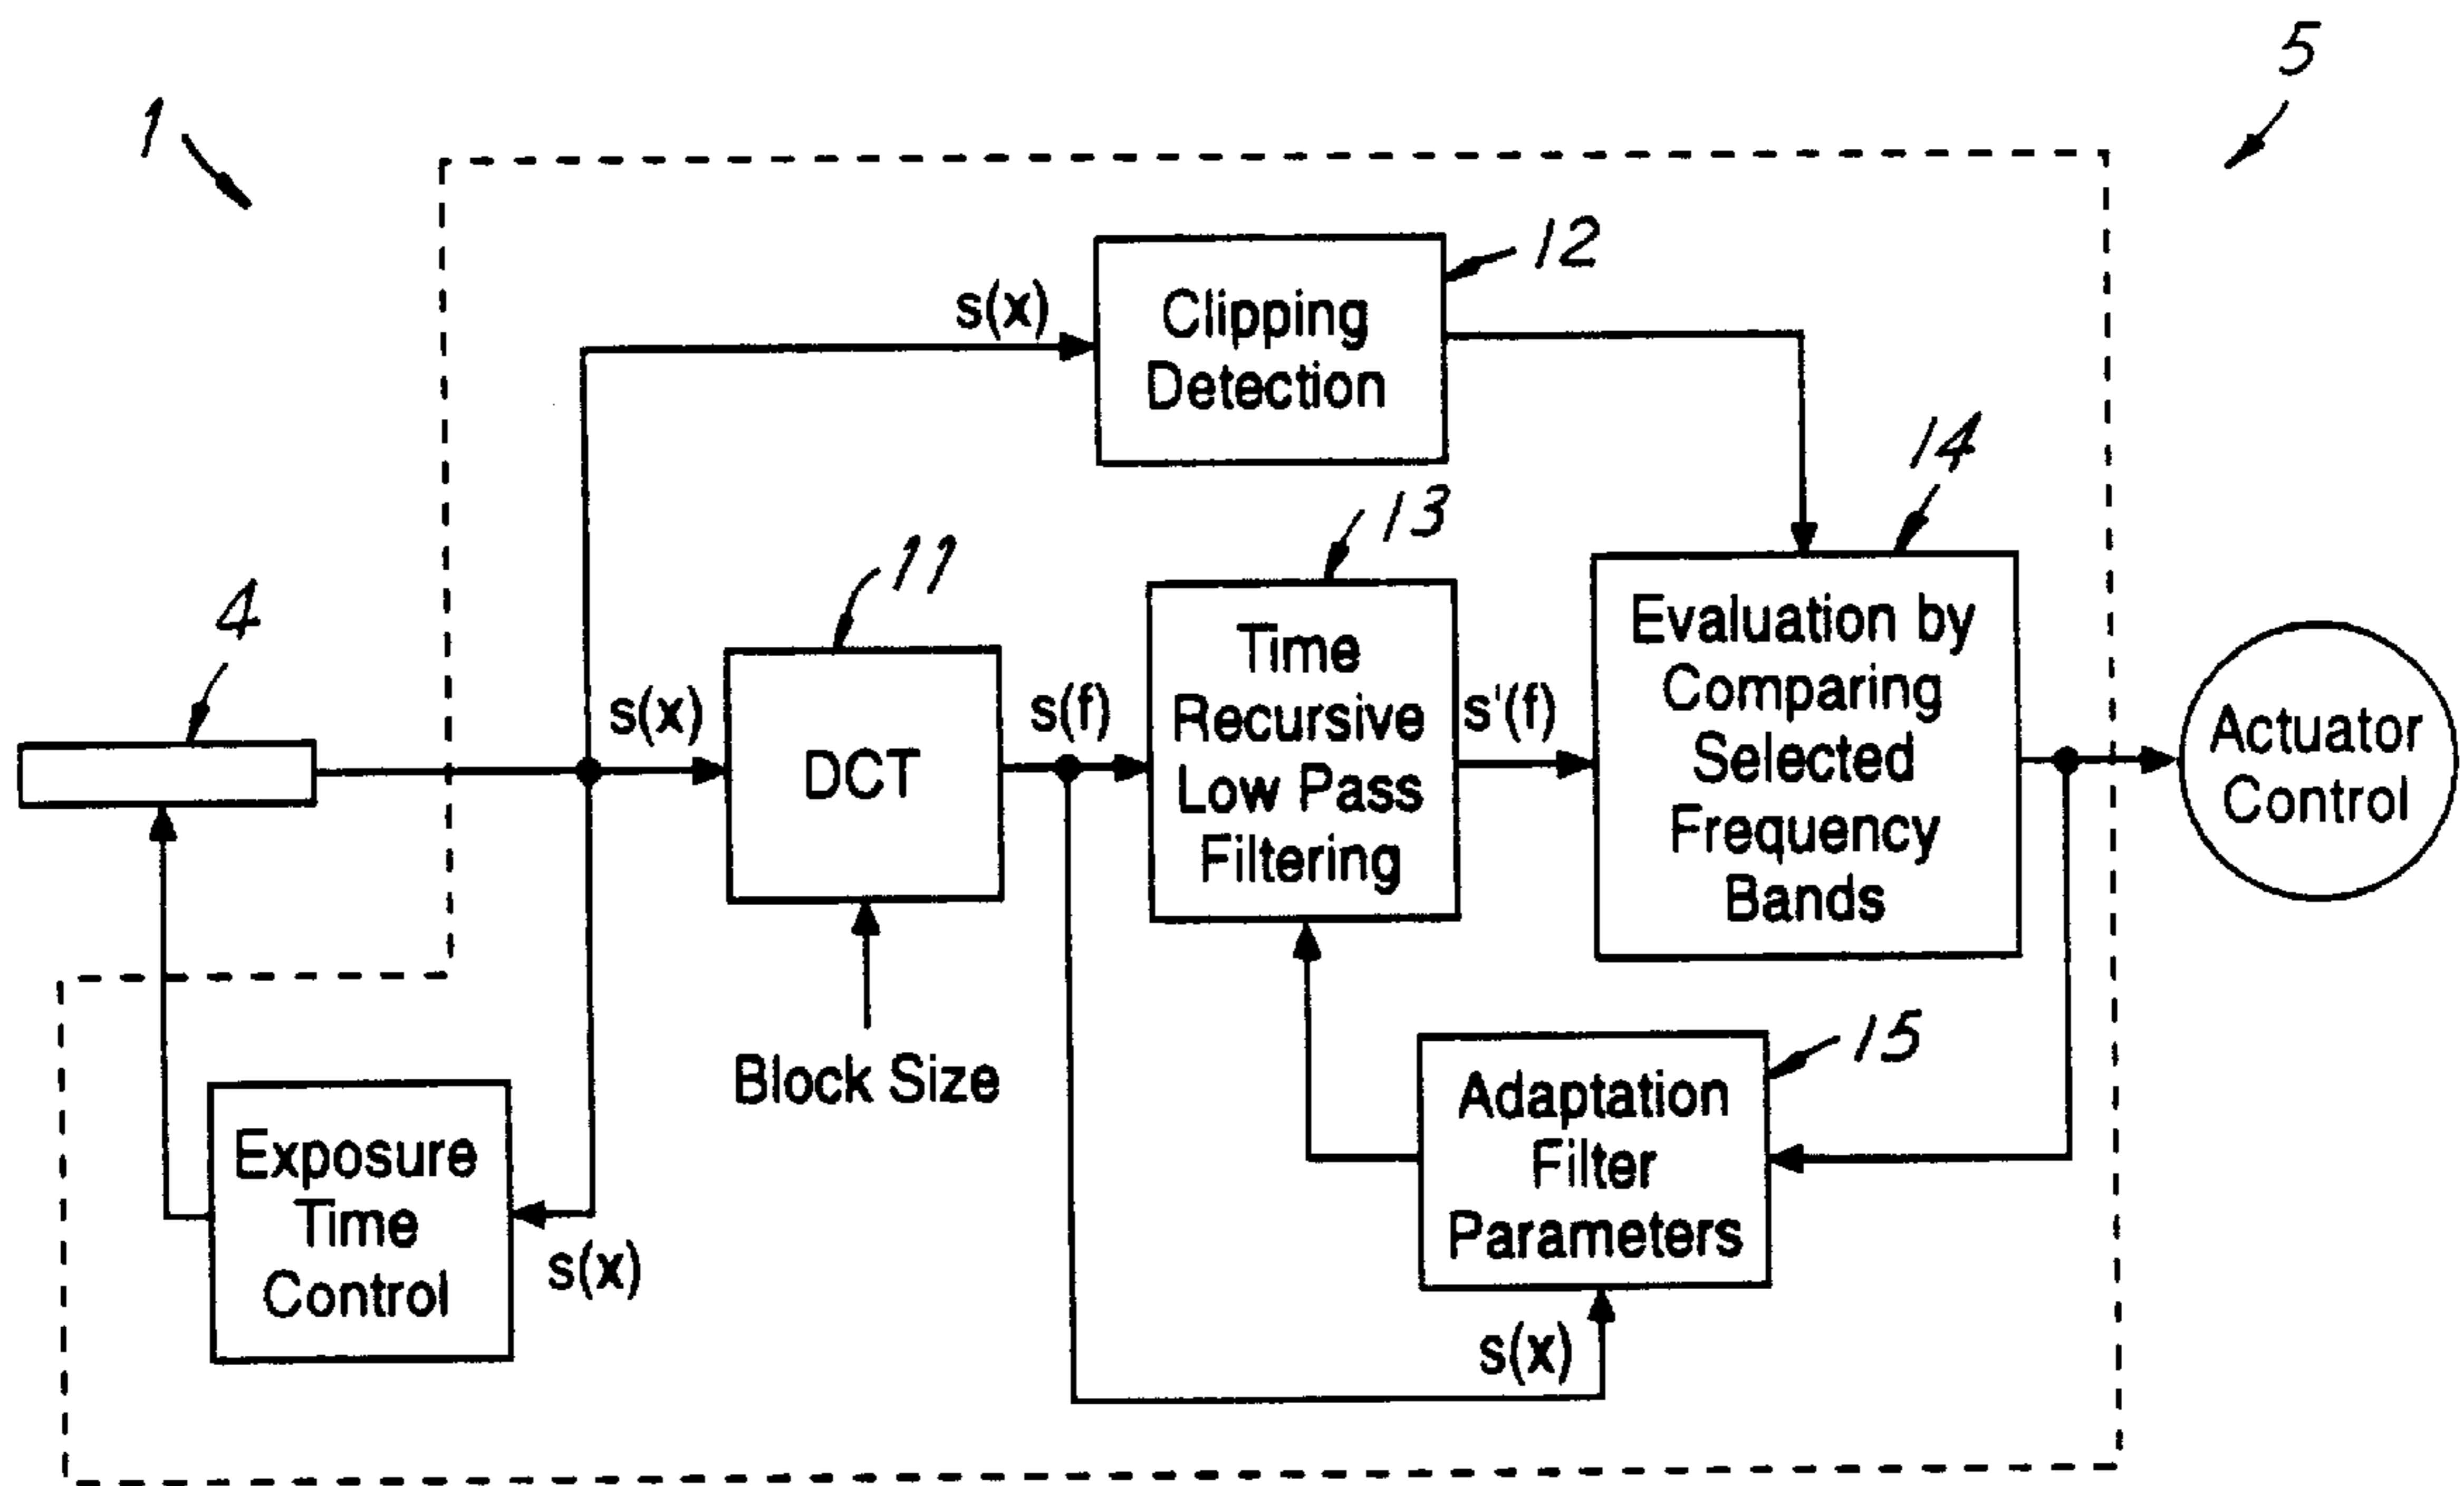 1
5
12
s(x)
Clipping
Detection
14
13
11
4
Time
Recursive
Low Pass
Filtering
Evaluation by
Comparing
Selected
Frequency
Bands
s(x)
DCT
s(f)
s'(f)
Actuator
Control
Block Size
15
Exposure
Time
Control
s(x)
Adaptation
Filter
Parameters
s(x)